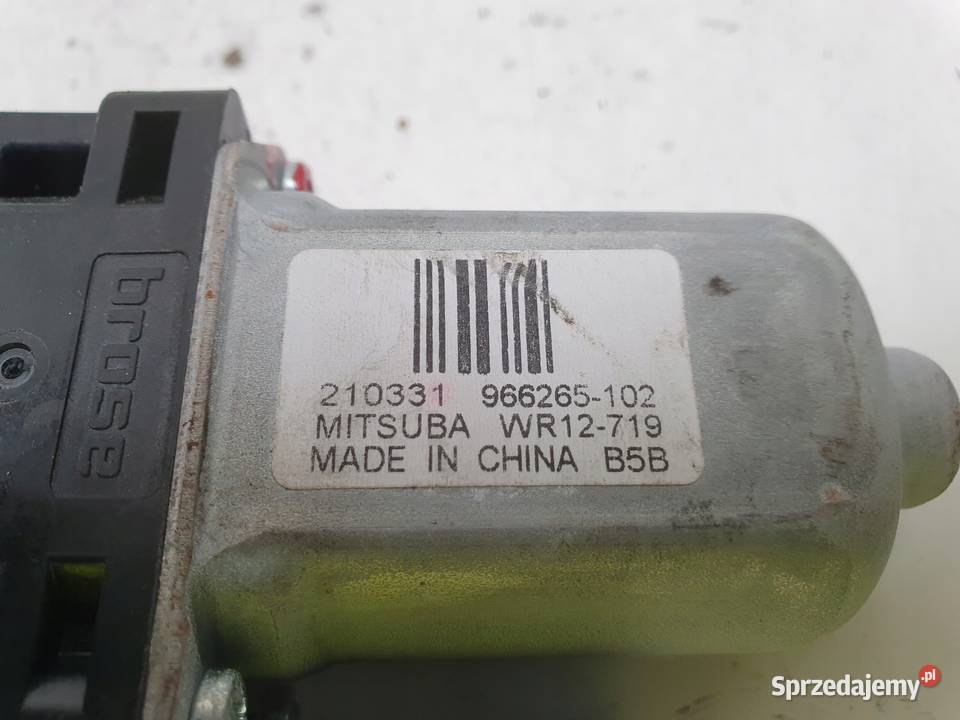 brose
210331 966265-102
MITSUBA WR12-719
MADE IN CHINA B5B
Sprzedajemy.pl